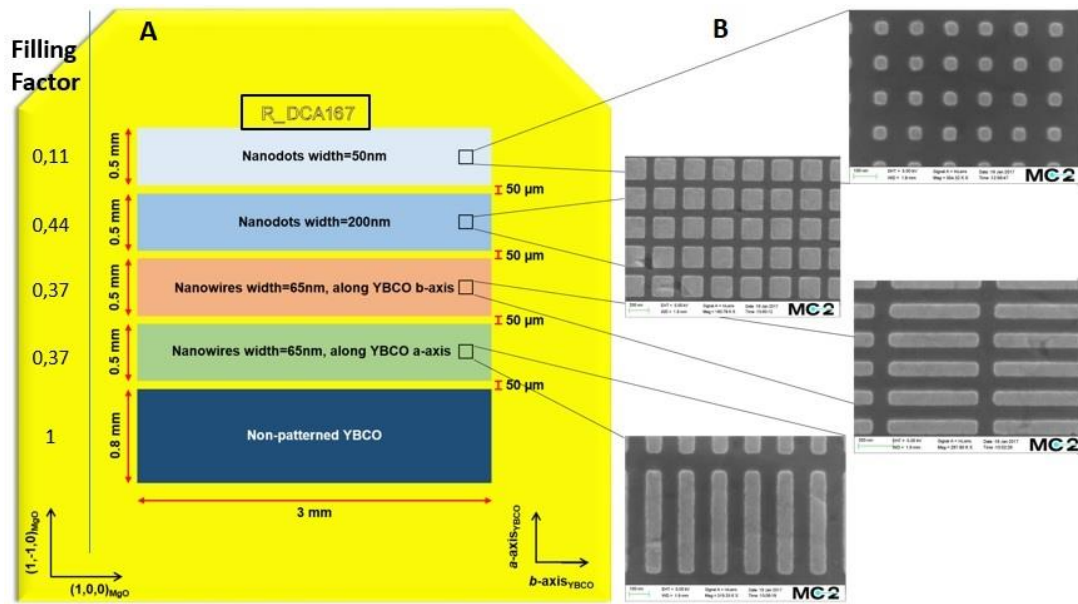 Filling
Factor
A
B
R_DCA167
0,11
0.5 mm
Nanodots width=50nm
50 µm
0,44
0.5 mm
Nanodots width=200nm
50 µm
0,37
0.5 mm
Nanowires width=65nm, along YBCO b-axis
50 µm
0,37
0.5 mm
Nanowires width=65nm, along YBCO a-axis
50 µm
1
0.8 mm
Non-patterned YBCO
3 mm
(1,-1,0)MgO
(1,0,0)MgO
a-axisYBCO
b-axisYBCO
MC2
MC2
MC2
MC2